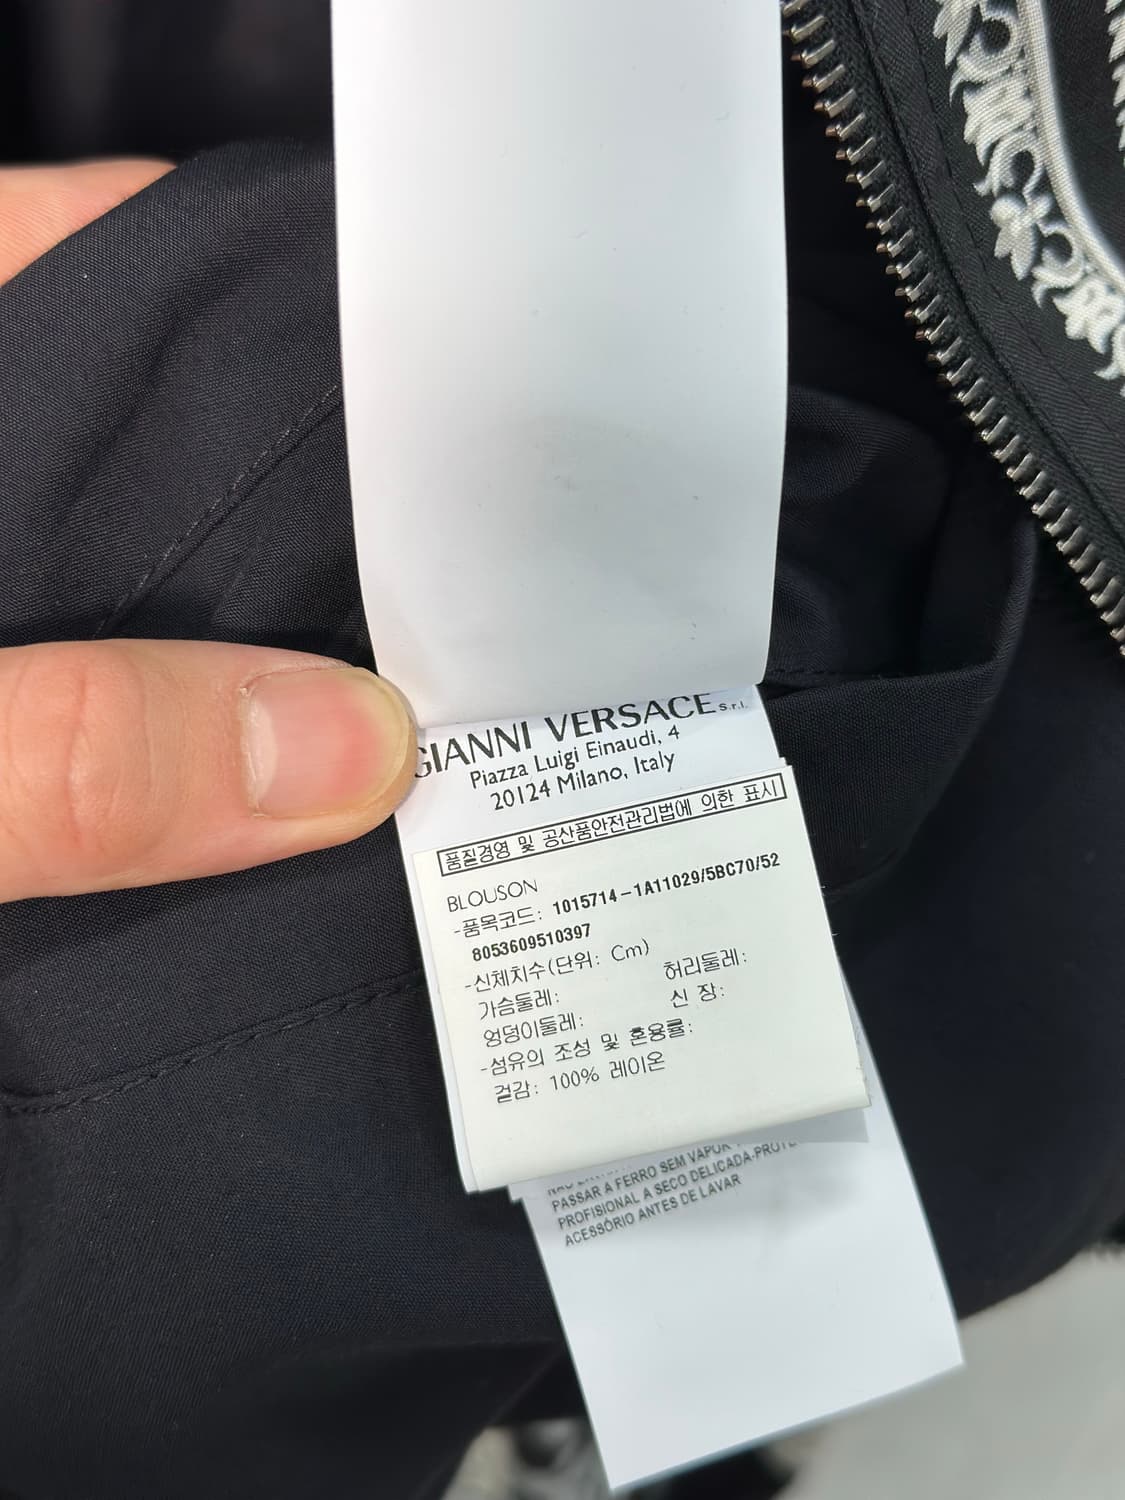 GIANNI VERSACE s.r.l.
Piazza Luigi Einaudi, 4
20124 Milano, Italy
품질경영 및 공산품안전관리법에 의한 표시
BLOUSON
-품목코드: 1015714-1A11029/5BC70/52
8053609510397
-신체치수(단위: Cm)
가슴둘레: 허리둘레:
엉덩이둘레: 신 장:
-섬유의 조성 및 혼용률:
겉감: 100% 레이온
PASSAR A FERRO SEM VAPOR
PROFISIONAL A SECO DELICADA-PROTE
ACESSÓRIO ANTES DE LAVAR